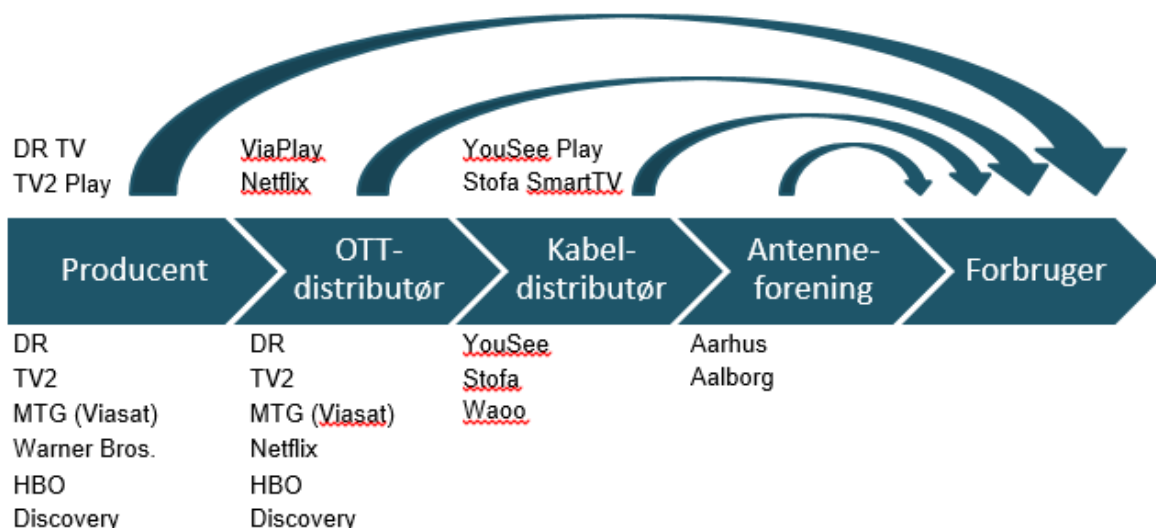 DR TV
TV2 Play
ViaPlay
Netflix
YouSee Play
Stofa SmartTV
Producent
OTT-
distributør
Kabel-
distributør
Antenne-
forening
Forbruger
DR
TV2
MTG (Viasat)
Warner Bros.
HBO
Discovery
DR
TV2
MTG (Viasat)
Netflix
HBO
Discovery
YouSee
Stofa
Waoo
Aarhus
Aalborg